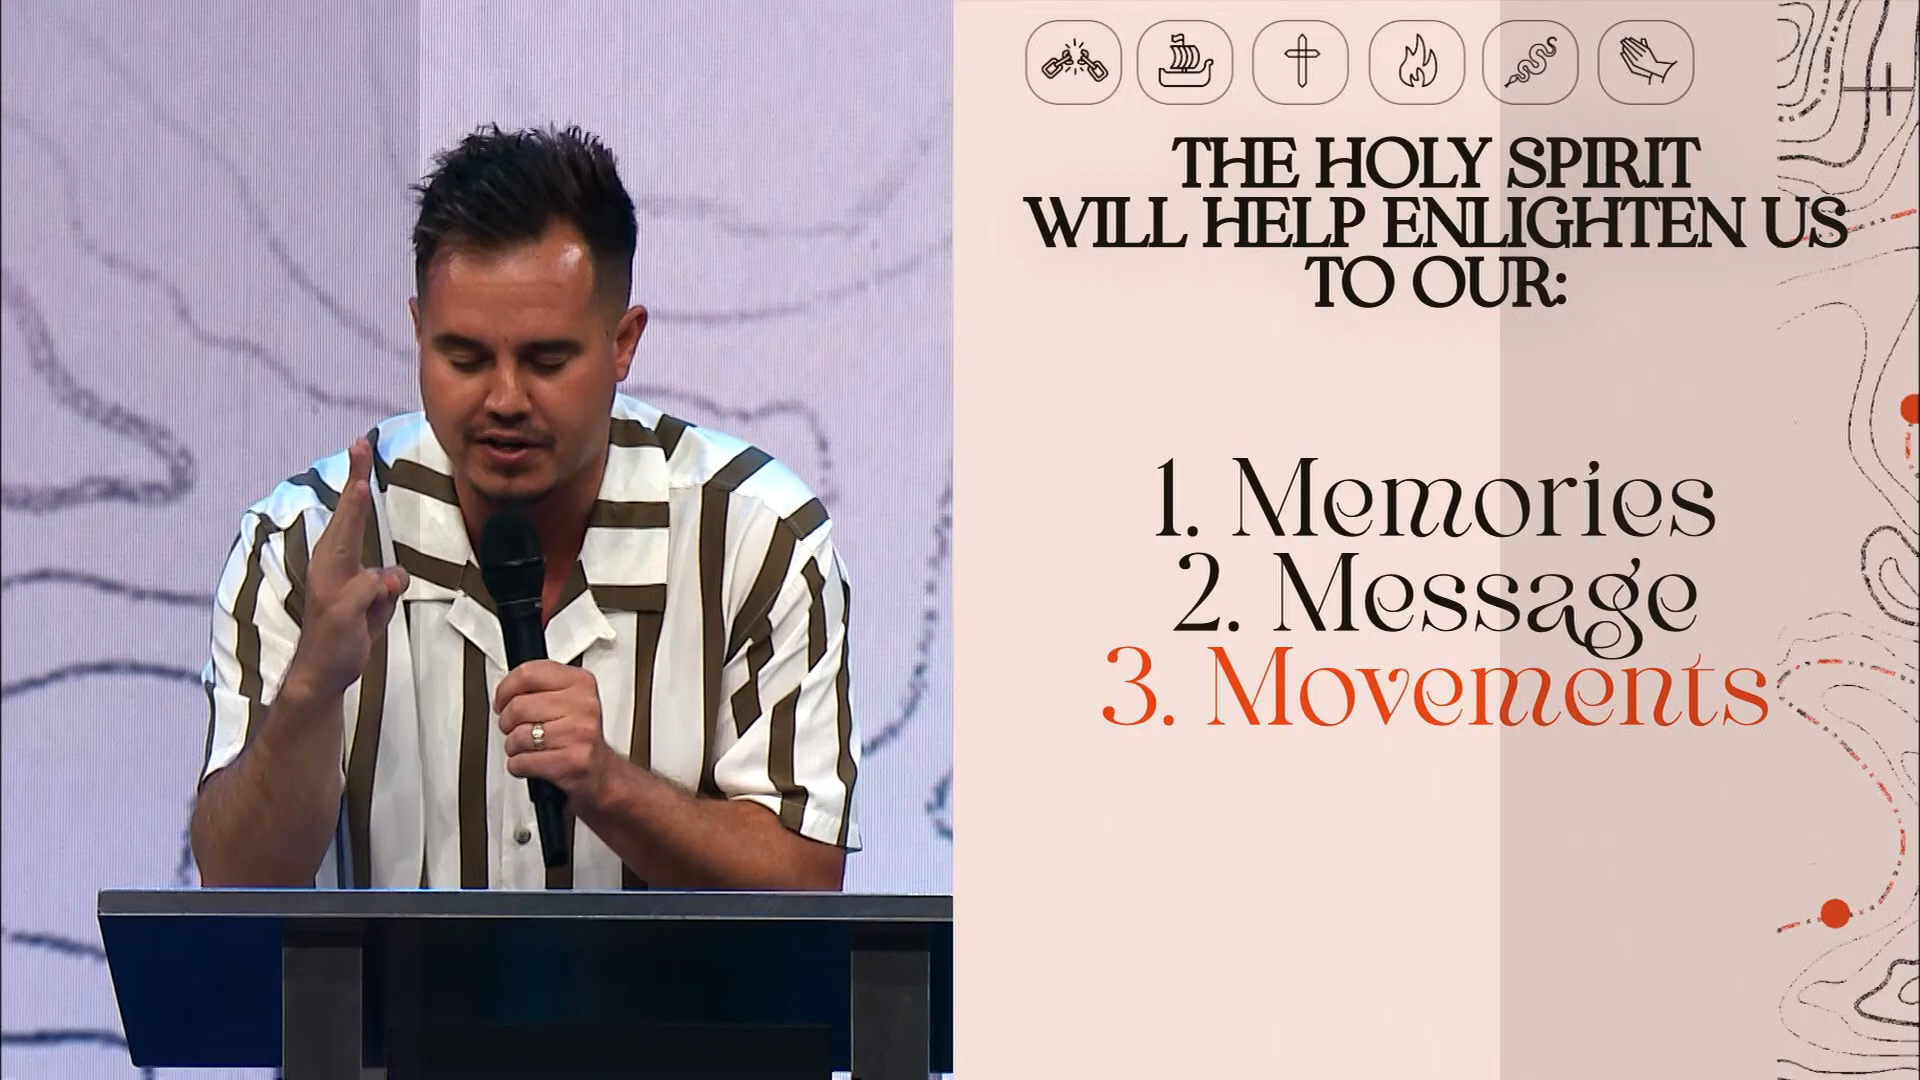 THE HOLY SPIRIT
WILL HELP ENLIGHTEN US
TO OUR:
1. Memories
2. Message
3. Movements